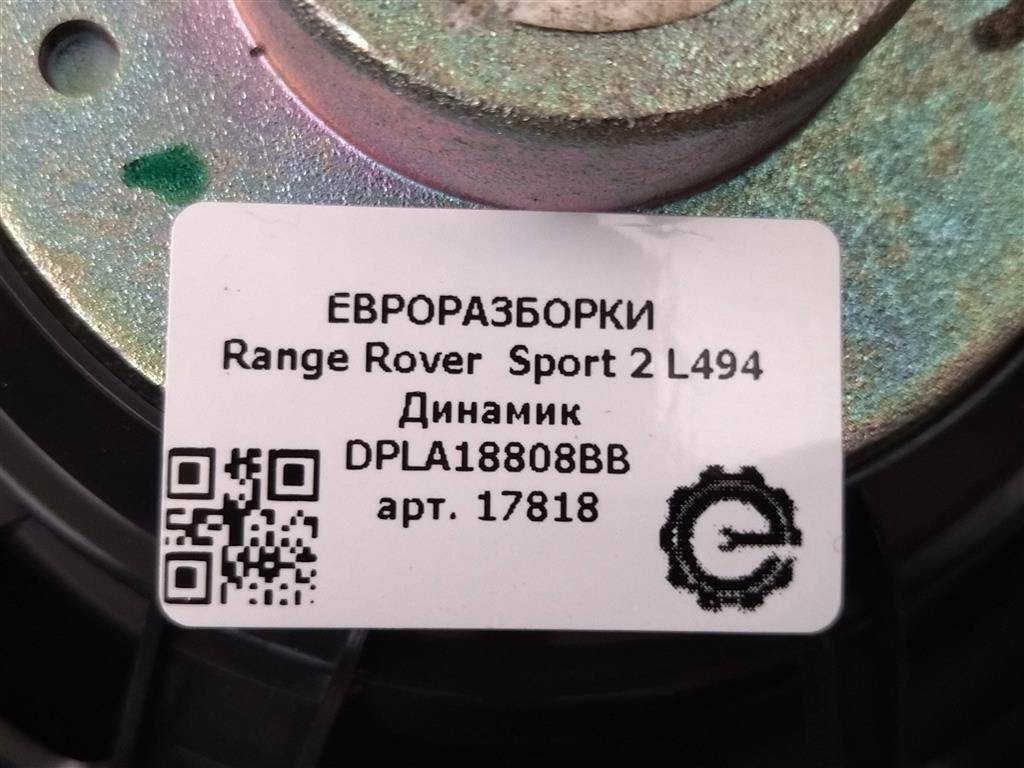 ЕВРОРАЗБОРКИ
Range Rover Sport 2 L494
Динамик
DPLA18808BB
арт. 17818